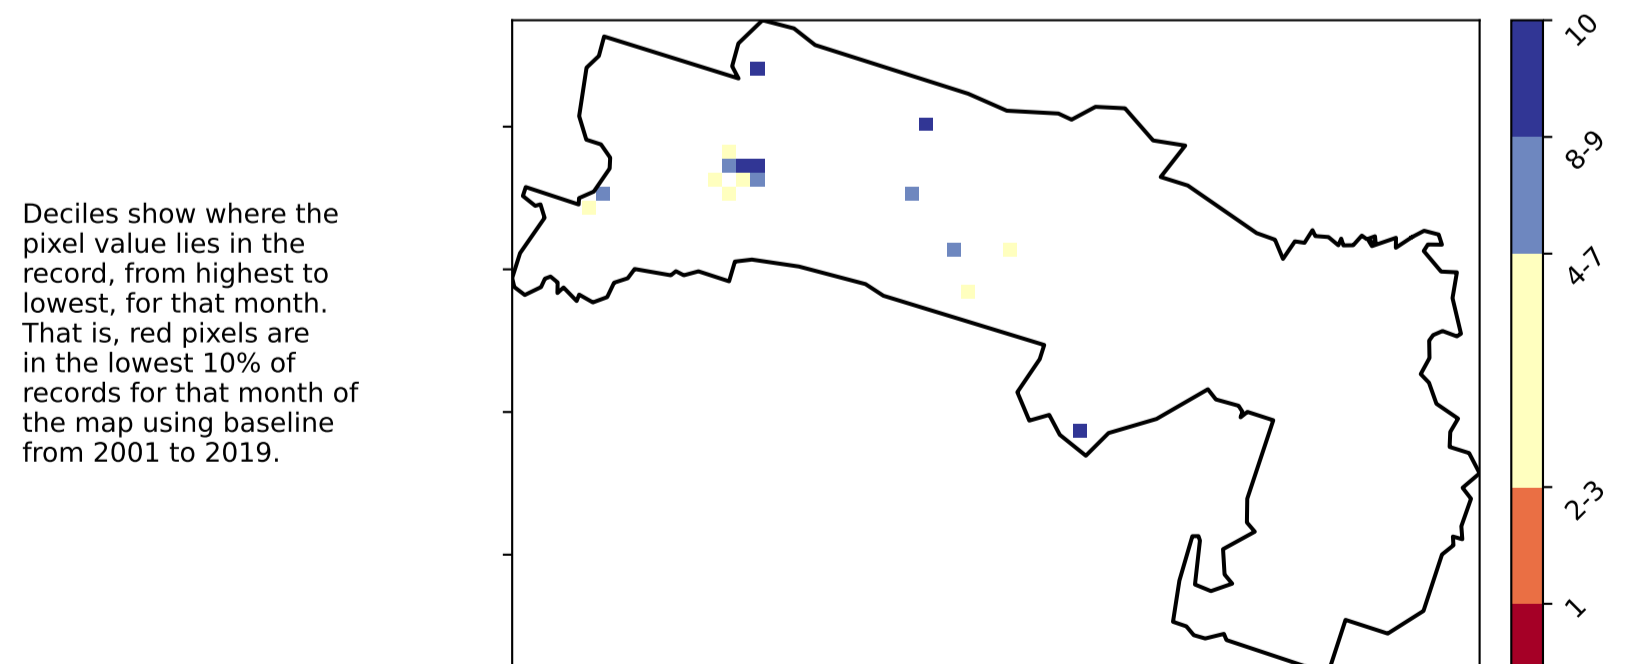 Deciles show where the
pixel value lies in the
record, from highest to
lowest, for that month.
That is, red pixels are
in the lowest 10% of
records for that month of
the map using baseline
from 2001 to 2019.
10
8-9
4-7
2-3
1